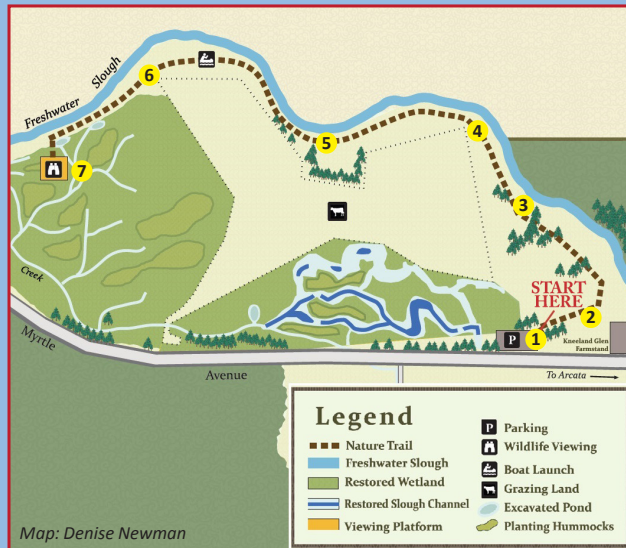 6
Freshwater Slough
5
4
7
3
START
HERE
2
1
P
Kneeland Glen
Farmstand
Creek
Myrtle
Avenue
To Arcata
Legend
Nature Trail
Freshwater Slough
Restored Wetland
Restored Slough Channel
Viewing Platform
P Parking
Wildlife Viewing
Boat Launch
Grazing Land
Excavated Pond
Planting Hummocks
Map: Denise Newman